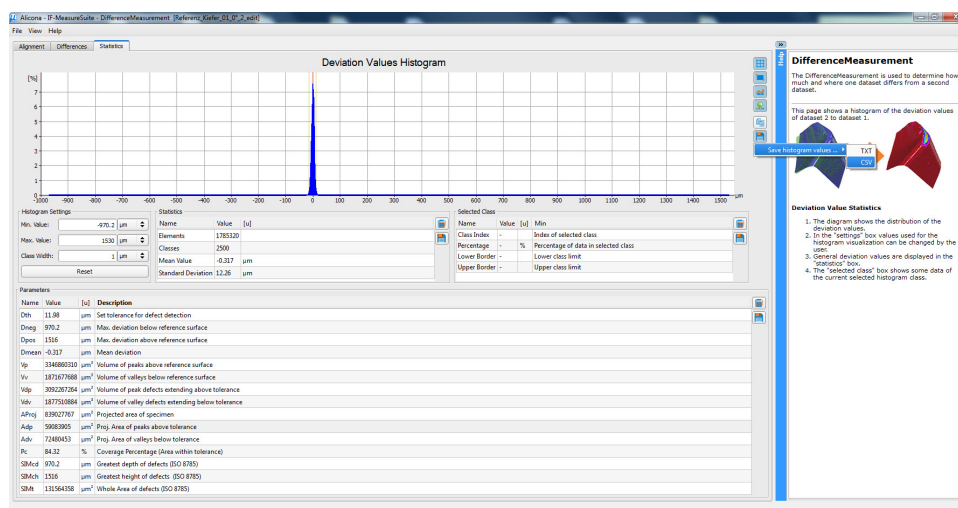 Alicona - IF-MeasureSuite - DifferenceMeasurement [Referenz_Kiefer_01_0°_2_edit]
File View Help
Alignment Differences Statistics
Deviation Values Histogram
[%]
7
6
5
4
3
2
1
0
-1000 -900 -800 -700 -600 -500 -400 -300 -200 -100 0 100 200 300 400 500 600 700 800 900 1000 1100 1200 1300 1400 1500 µm
Histogram Settings
Min. Value: -970.2 µm
Max. Value: 1530 µm
Class Width: 1 µm
Reset
Statistics
Name Value [u]
Elements 1785320
Classes 2500
Mean Value -0.317 µm
Standard Deviation 12.26 µm
Selected Class
Name Value [u] Min
Class Index - Index of selected class
Percentage - % Percentage of data in selected class
Lower Border - Lower class limit
Upper Border - Upper class limit
Parameters
Name Value [u] Description
Dth 11.98 µm Set tolerance for defect detection
Dneg 970.2 µm Max. deviation below reference surface
Dpos 1516 µm Max. deviation above reference surface
Dmean -0.317 µm Mean deviation
Vp 3346860310 µm³ Volume of peaks above reference surface
Vv 1871677688 µm³ Volume of valleys below reference surface
Vdp 3092267264 µm³ Volume of peak defects extending above tolerance
Vdv 1877510884 µm³ Volume of valley defects extending below tolerance
AProj 839027767 µm² Projected area of specimen
Adp 59083905 µm² Proj. Area of peaks above tolerance
Adv 72480453 µm² Proj. Area of valleys below tolerance
Pc 84.32 % Coverage Percentage (Area within tolerance)
SIMcd 970.2 µm Greatest depth of defects (ISO 8785)
SIMch 1516 µm Greatest height of defects (ISO 8785)
SIMt 131564358 µm² Whole Area of defects (ISO 8785)
Save histogram values ...
TXT
CSV
Help
DifferenceMeasurement
The DifferenceMeasurement is used to determine how
much and where one dataset differs from a second
dataset.
This page shows a histogram of the deviation values
of dataset 2 to dataset 1.
Deviation Value Statistics
1. The diagram shows the distribution of the
deviation values.
2. In the "settings" box values used for the
histogram visualization can be changed by the
user.
3. General deviation values are displayed in the
"statistics" box.
4. The "selected class" box shows some data of
the current selected histogram class.